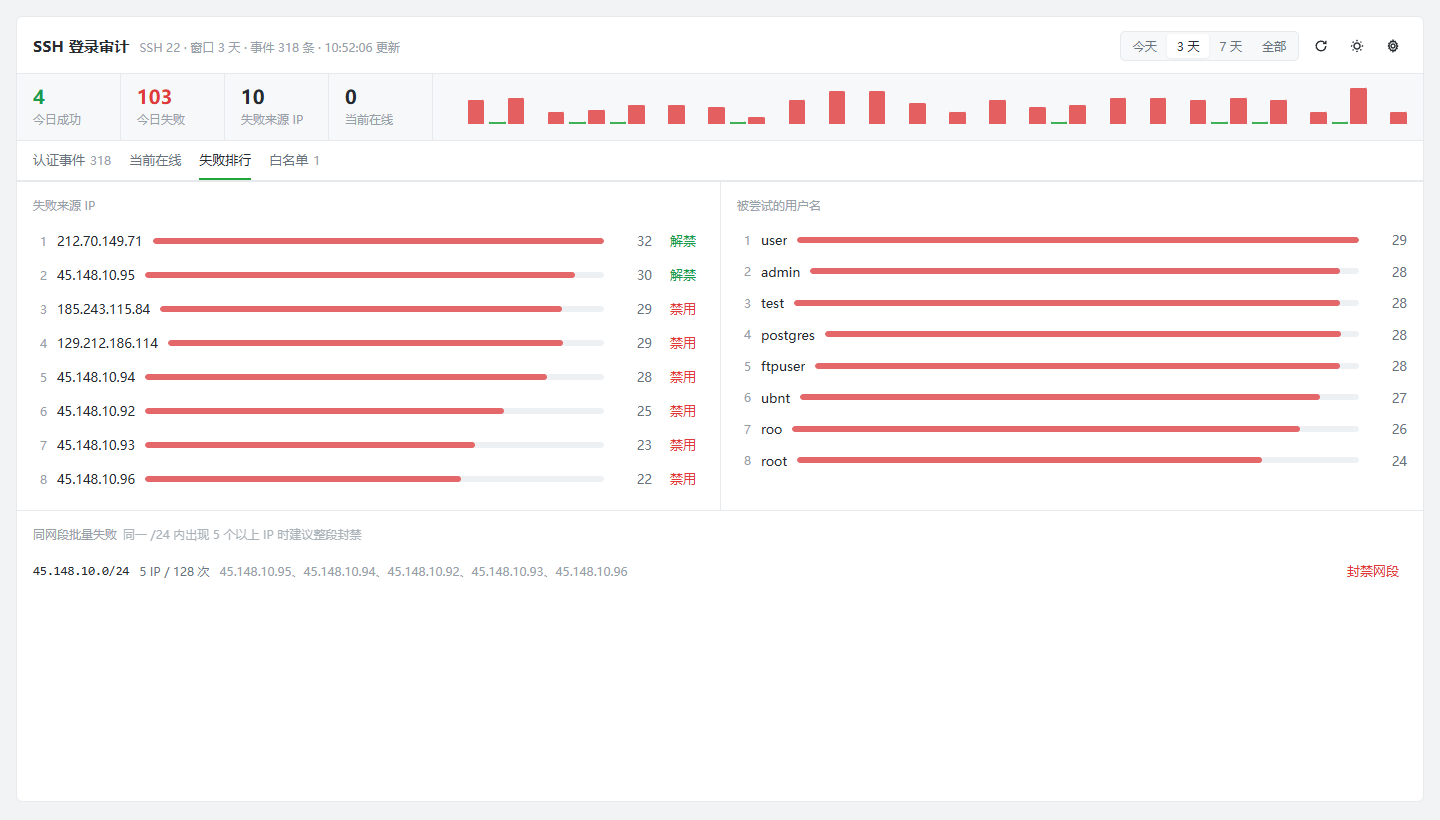 SSH 登录审计 SSH 22 · 窗口 3 天 · 事件 318 条 · 10:52:06 更新 今天 3 天 7 天 全部
4 103 10 0
今日成功 今日失败 失败来源 IP 当前在线
认证事件 318 当前在线 失败排行 白名单 1
失败来源 IP
1 212.70.149.71 32 解禁
2 45.148.10.95 30 解禁
3 185.243.115.84 29 禁用
4 129.212.186.114 29 禁用
5 45.148.10.94 28 禁用
6 45.148.10.92 25 禁用
7 45.148.10.93 23 禁用
8 45.148.10.96 22 禁用
被尝试的用户名
1 user 29
2 admin 28
3 test 28
4 postgres 28
5 ftpuser 28
6 ubnt 27
7 roo 26
8 root 24
同网段批量失败 同一 /24 内出现 5 个以上 IP 时建议整段封禁
45.148.10.0/24 5 IP / 128 次 45.148.10.95、45.148.10.94、45.148.10.92、45.148.10.93、45.148.10.96 封禁网段